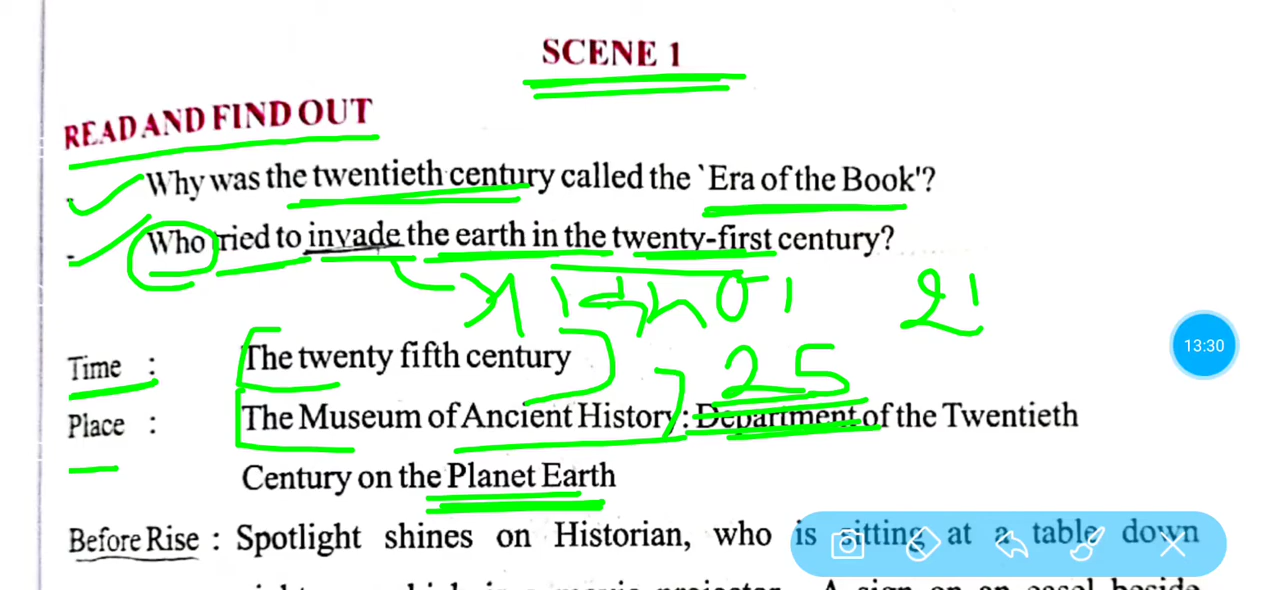 SCENE 1
READ AND FIND OUT
Why was the twentieth century called the `Era of the Book'?
Who tried to invade the earth in the twenty-first century?
21
Time : The twenty fifth century
25
13:30
Place : The Museum of Ancient History : Department of the Twentieth
Century on the Planet Earth
Before Rise : Spotlight shines on Historian, who is sitting at a table down